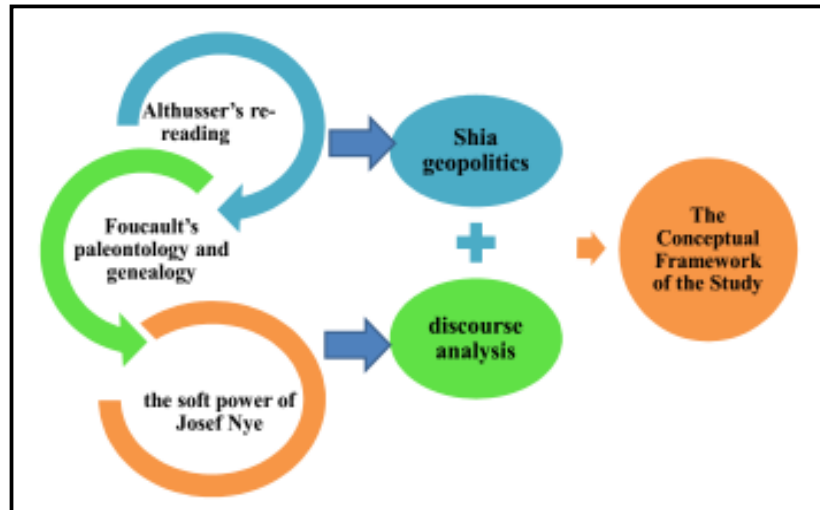 Althusser's re-
reading
Foucault's
paleontology and
genealogy
the soft power of
Josef Nye
Shia
geopolitics
discourse
analysis
The
Conceptual
Framework
of the Study